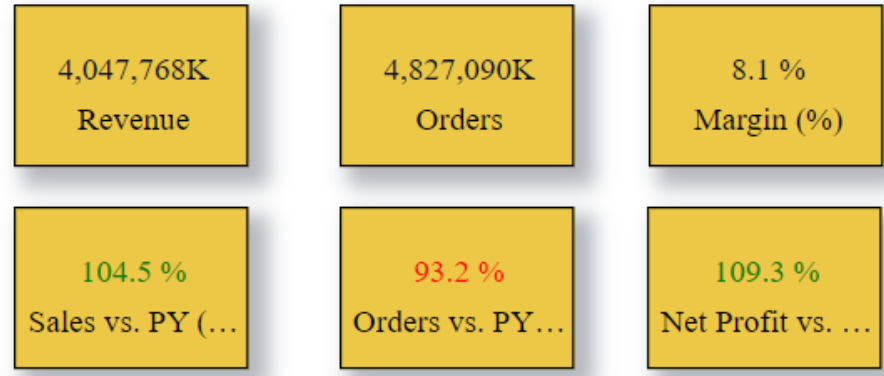 4,047,768K
Revenue
4,827,090K
Orders
8.1 %
Margin (%)
104.5 %
Sales vs. PY (…
93.2 %
Orders vs. PY…
109.3 %
Net Profit vs. …